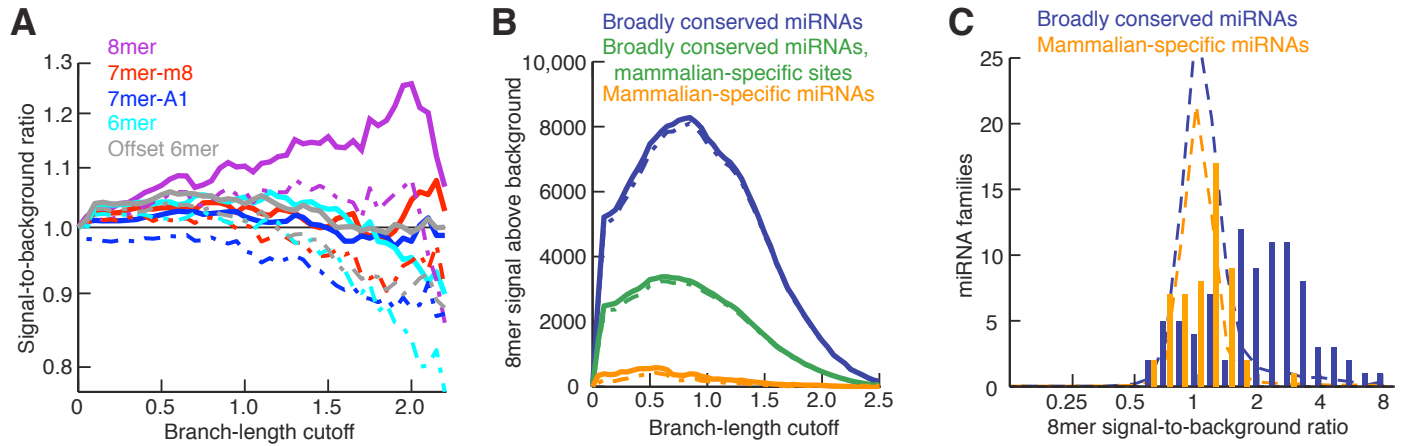 A
8mer
7mer-m8
7mer-A1
6mer
Offset 6mer
Signal-to-background ratio
1.3
1.2
1.1
1.0
0.9
0.8
0
0.5
1.0
1.5
2.0
Branch-length cutoff
B
Broadly conserved miRNAs
Broadly conserved miRNAs,
mammalian-specific sites
Mammalian-specific miRNAs
8mer signal above background
10,000
8000
6000
4000
2000
0
0
0.5
1.0
1.5
2.0
2.5
Branch-length cutoff
C
Broadly conserved miRNAs
Mammalian-specific miRNAs
miRNA families
25
20
15
10
5
0
0.25
0.5
1
2
4
8
8mer signal-to-background ratio